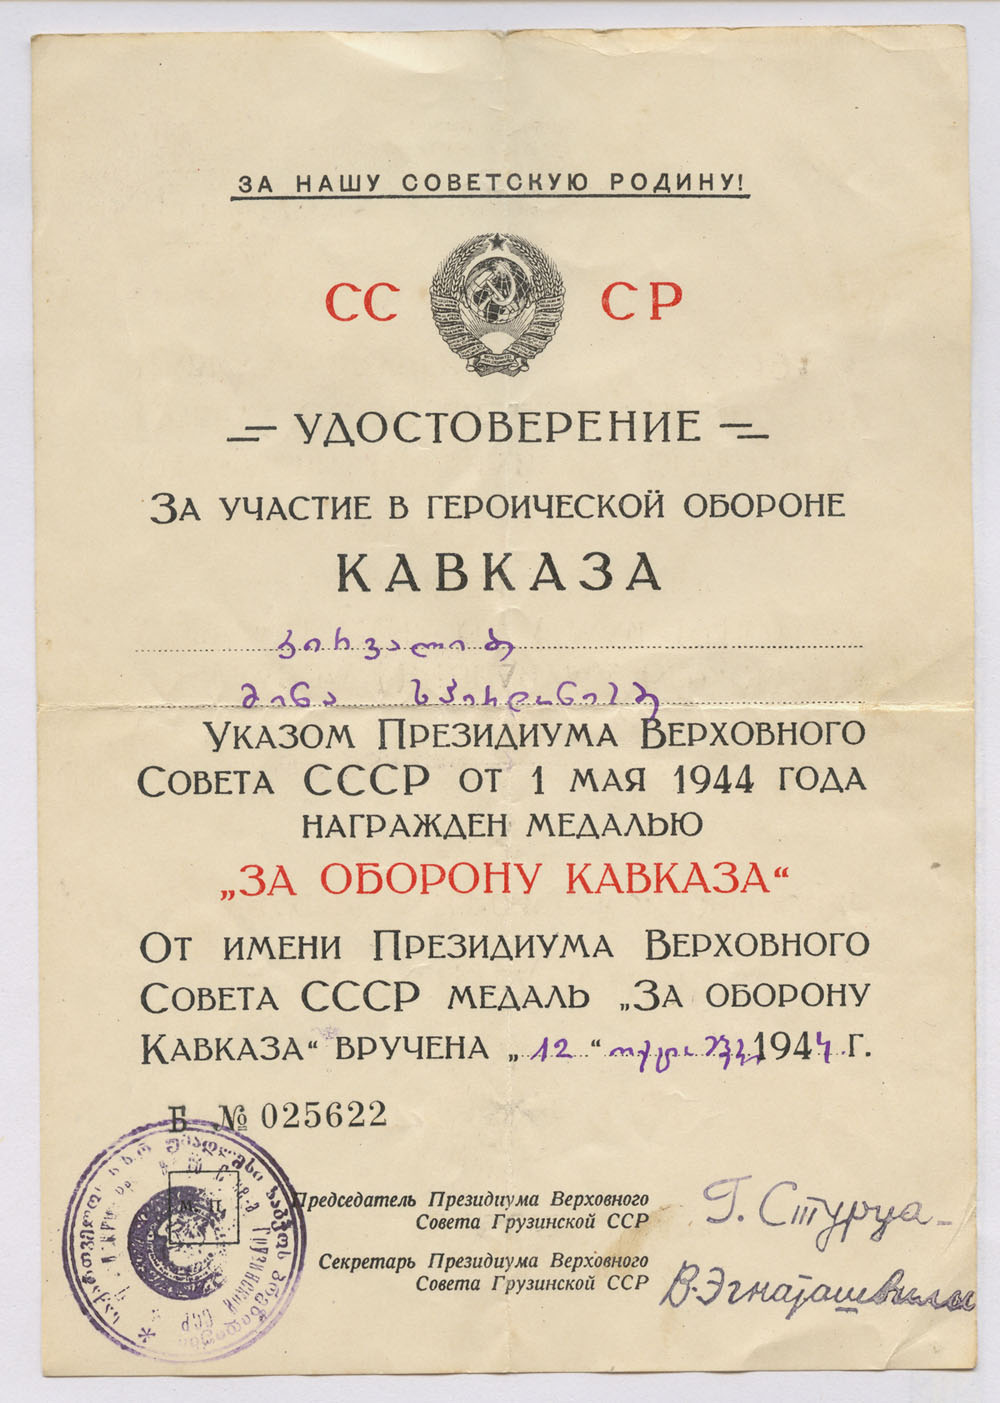 ЗА НАШУ СОВЕТСКУЮ РОДИНУ!
СС СР
УДОСТОВЕРЕНИЕ
ЗА УЧАСТИЕ В ГЕРОИЧЕСКОЙ ОБОРОНЕ
КАВКАЗА
УКАЗОМ ПРЕЗИДИУМА ВЕРХОВНОГО
СОВЕТА СССР ОТ 1 МАЯ 1944 ГОДА
НАГРАЖДЕН МЕДАЛЬЮ
„ЗА ОБОРОНУ КАВКАЗА“
ОТ ИМЕНИ ПРЕЗИДИУМА ВЕРХОВНОГО
СОВЕТА СССР МЕДАЛЬ „ЗА ОБОРОНУ
КАВКАЗА“ ВРУЧЕНА „12“ 1944 Г.
Б № 025622
М. П.
Председатель Президиума Верховного
Совета Грузинской ССР
Г. Стуруа
Секретарь Президиума Верховного
Совета Грузинской ССР
В. Эгнаташвили